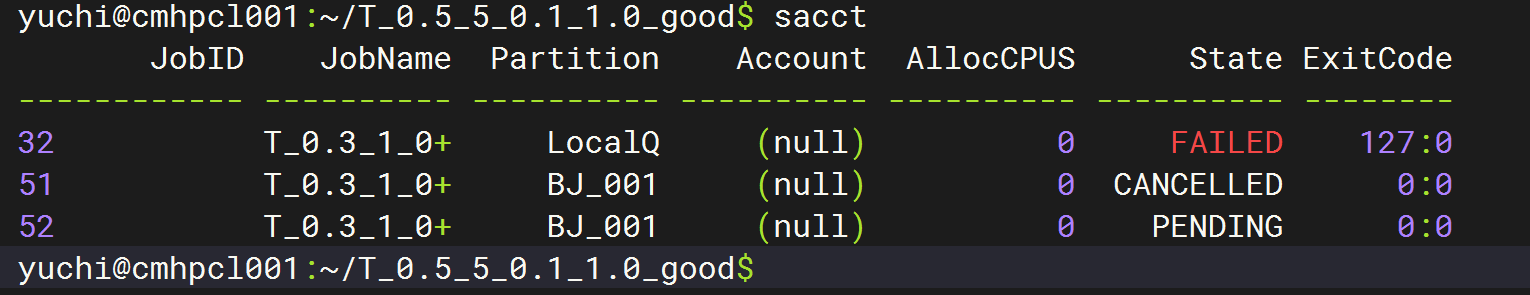 yuchi@cmhpcl001:~/T_0.5_5_0.1_1.0_good$ sacct
JobID JobName Partition Account AllocCPUS State ExitCode
------------ ---------- ---------- ---------- ---------- ---------- --------
32 T_0.3_1_0+ LocalQ (null) 0 FAILED 127:0
51 T_0.3_1_0+ BJ_001 (null) 0 CANCELLED 0:0
52 T_0.3_1_0+ BJ_001 (null) 0 PENDING 0:0
yuchi@cmhpcl001:~/T_0.5_5_0.1_1.0_good$